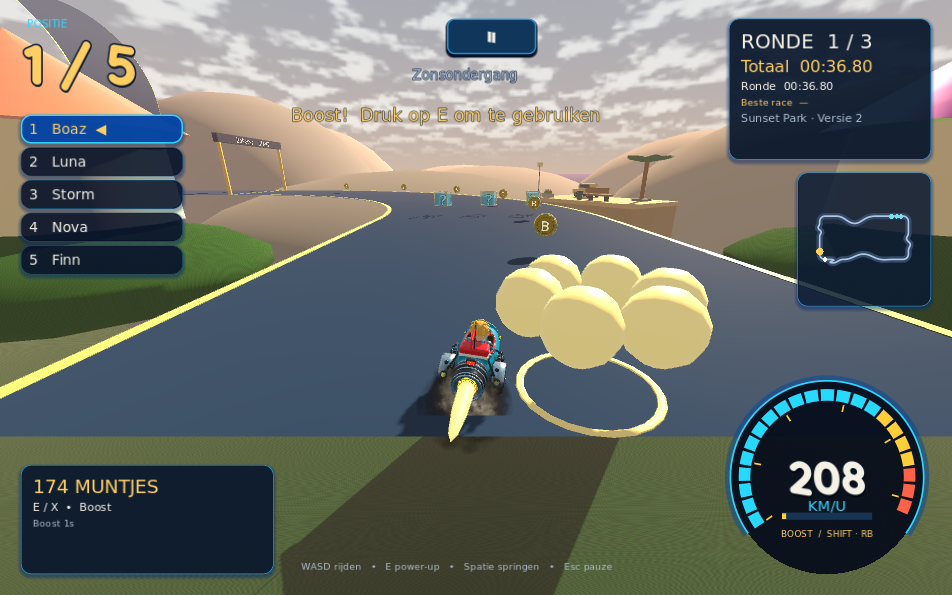 POSITIE
1 / 5
1 Boaz ◀
2 Luna
3 Storm
4 Nova
5 Finn
Zonsondergang
Boost! Druk op E om te gebruiken
RONDE 1 / 3
Totaal 00:36.80
Ronde 00:36.80
Beste race —
Sunset Park · Versie 2
B
B
208
KM/U
BOOST / SHIFT · RB
174 MUNTJES
E / X • Boost
Boost 1s
WASD rijden • E power-up • Spatie springen • Esc pauze